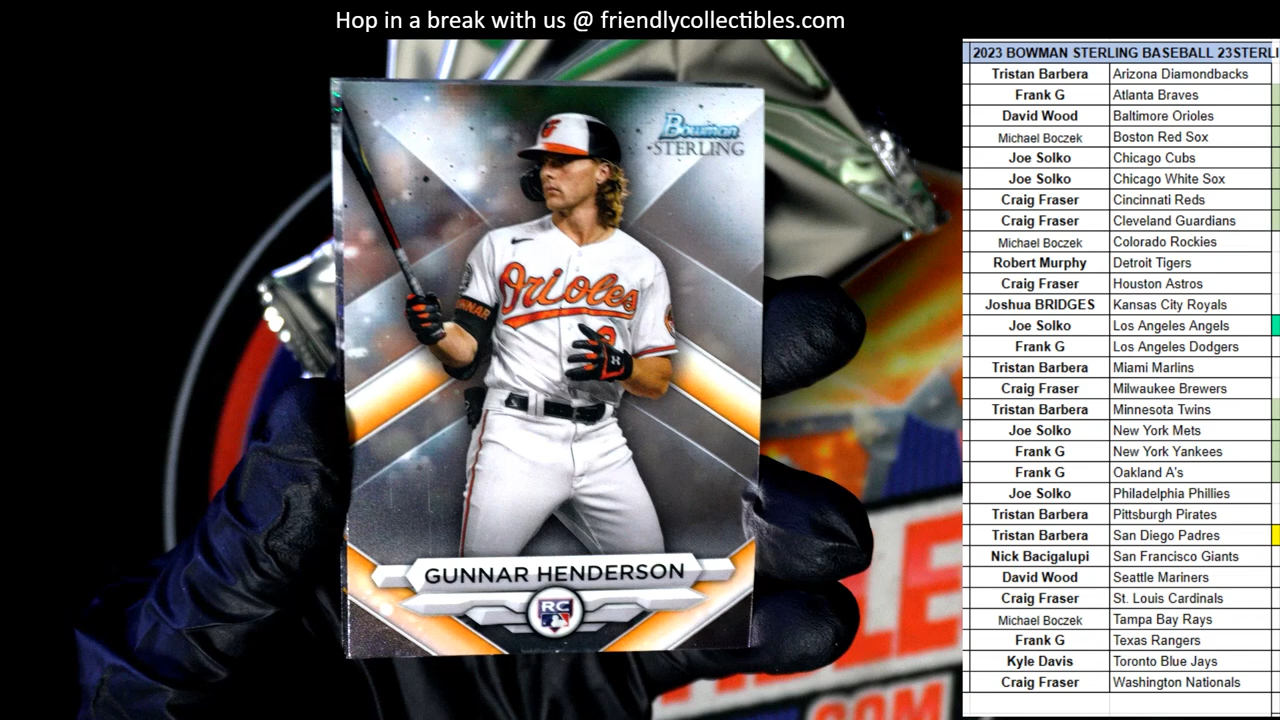 Hop in a break with us @ friendlycollectibles.com
Bowman
STERLING
Orioles
GUNNAR HENDERSON
RC
2023 BOWMAN STERLING BASEBALL 23STERLI
Tristan Barbera Arizona Diamondbacks
Frank G Atlanta Braves
David Wood Baltimore Orioles
Michael Boczek Boston Red Sox
Joe Solko Chicago Cubs
Joe Solko Chicago White Sox
Craig Fraser Cincinnati Reds
Craig Fraser Cleveland Guardians
Michael Boczek Colorado Rockies
Robert Murphy Detroit Tigers
Craig Fraser Houston Astros
Joshua BRIDGES Kansas City Royals
Joe Solko Los Angeles Angels
Frank G Los Angeles Dodgers
Tristan Barbera Miami Marlins
Craig Fraser Milwaukee Brewers
Tristan Barbera Minnesota Twins
Joe Solko New York Mets
Frank G New York Yankees
Frank G Oakland A's
Joe Solko Philadelphia Phillies
Tristan Barbera Pittsburgh Pirates
Tristan Barbera San Diego Padres
Nick Bacigalupi San Francisco Giants
David Wood Seattle Mariners
Craig Fraser St. Louis Cardinals
Michael Boczek Tampa Bay Rays
Frank G Texas Rangers
Kyle Davis Toronto Blue Jays
Craig Fraser Washington Nationals
.COM